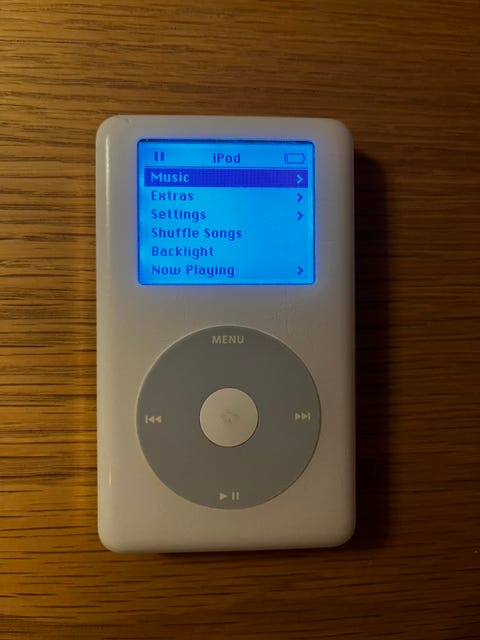 iPod
Music
Extras
Settings
Shuffle Songs
Backlight
Now Playing
MENU